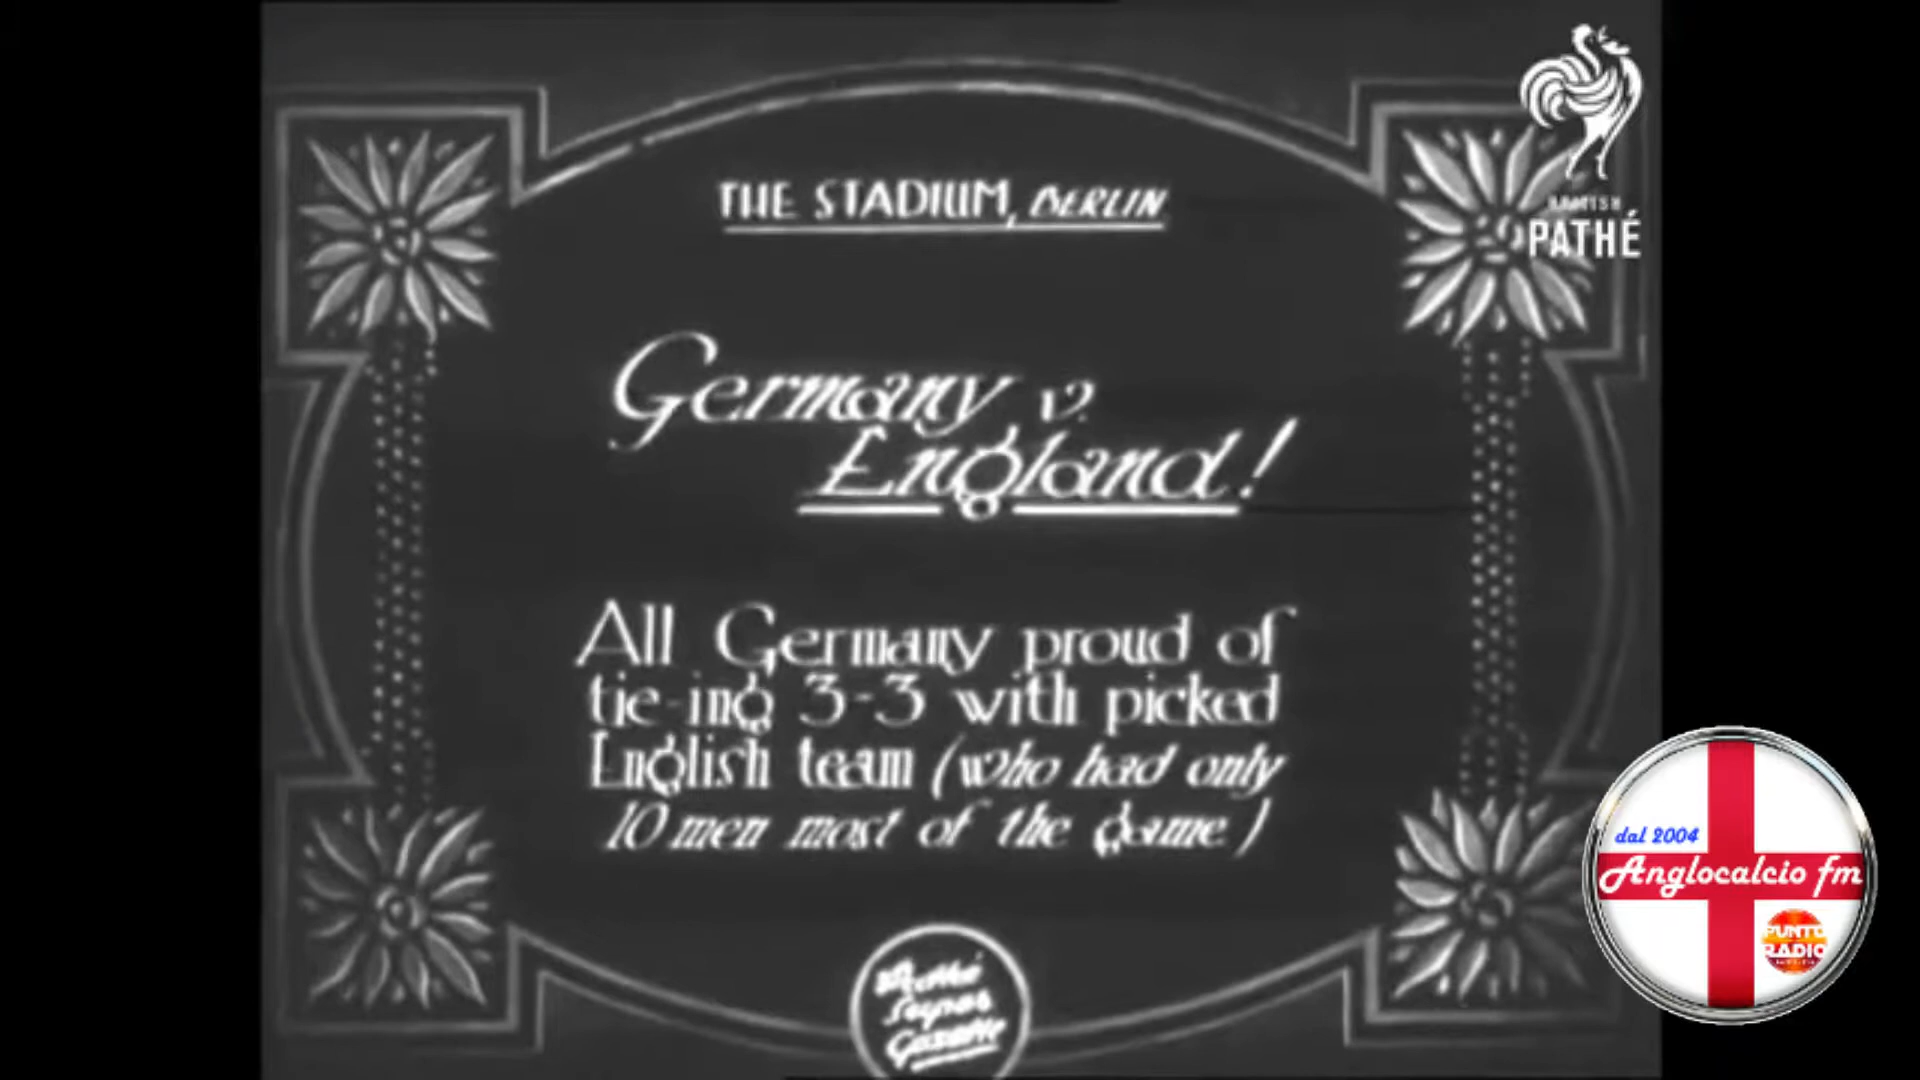 THE STADIUM, BERLIN
Germany v.
England!
All Germany proud of
tie-ing 3-3 with picked
English team (who had only
10 men most of the game)
Pathé
Super
Gazette
BRITISH
PATHÉ
dal 2004
Anglocalcio fm
PUNTO
RADIO